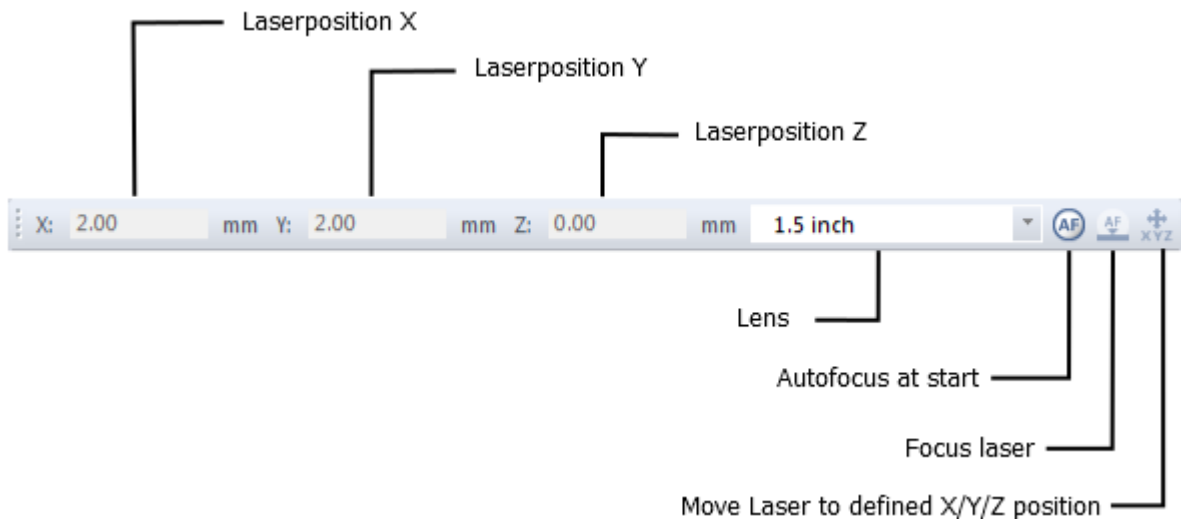 Laserposition X
Laserposition Y
Laserposition Z
X: 2.00 mm Y: 2.00 mm Z: 0.00 mm 1.5 inch AF AF XYZ
Lens
Autofocus at start
Focus laser
Move Laser to defined X/Y/Z position